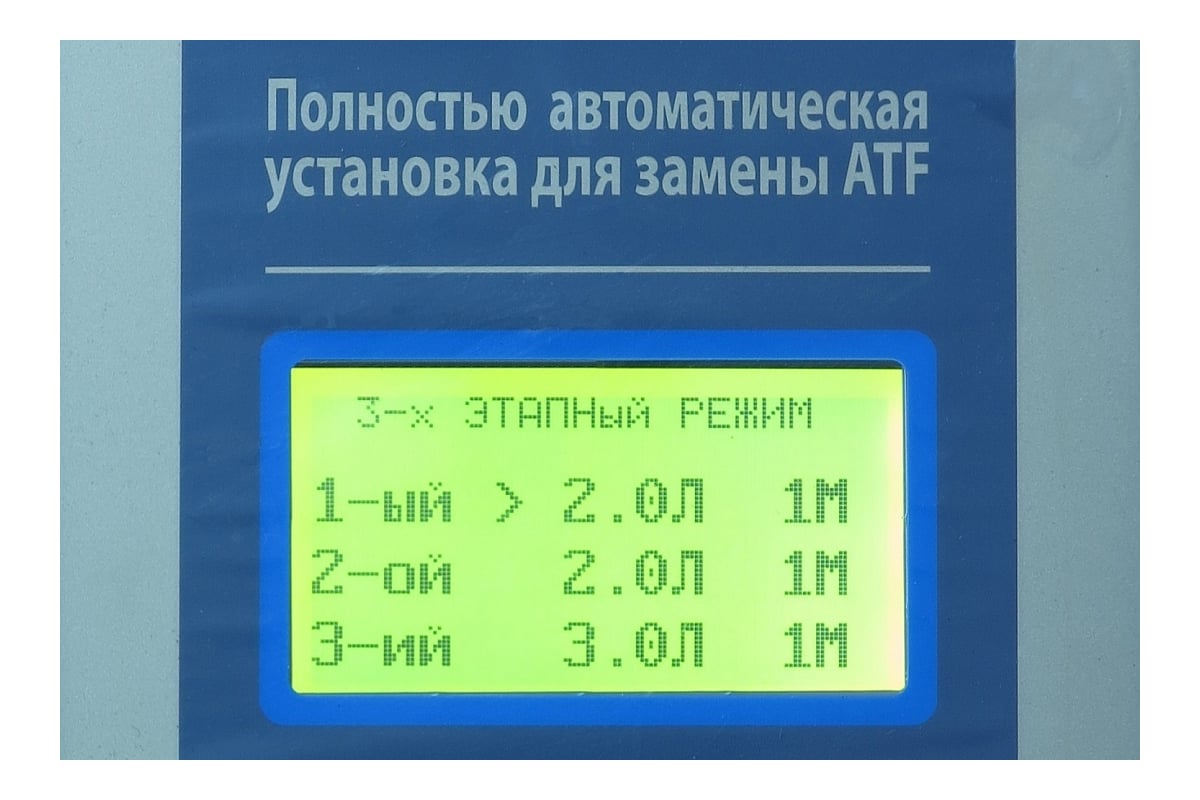 Полностью автоматическая
установка для замены ATF
3-х ЭТАПНый РЕЖИМ
1-ый > 2.0Л 1М
2-ой 2.0Л 1М
3-ий 3.0Л 1М